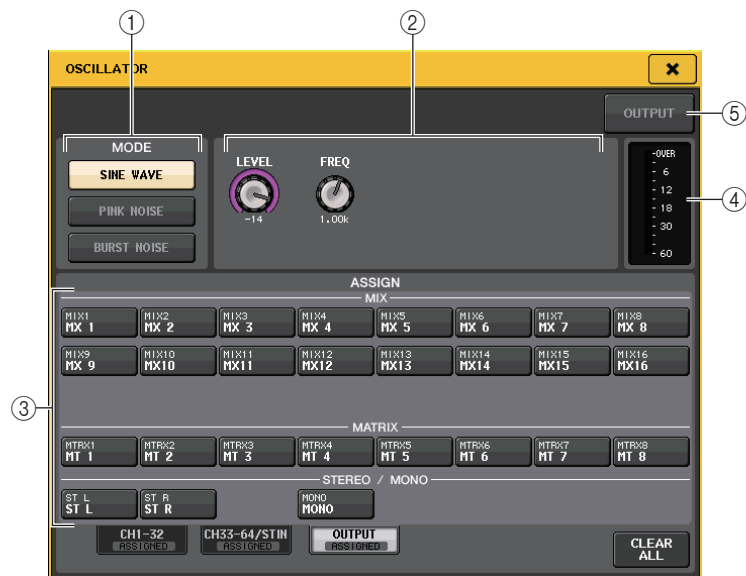 ① ②
OSCILLATOR ×
OUTPUT ⑤
MODE
SINE WAVE
PINK NOISE
BURST NOISE
LEVEL FREQ
-14 1.00k
-OVER
- 6
- 12
- 18
- 30
- 60
④
ASSIGN
③
MIX
MIX1 MIX2 MIX3 MIX4 MIX5 MIX6 MIX7 MIX8
MX 1 MX 2 MX 3 MX 4 MX 5 MX 6 MX 7 MX 8
MIX9 MIX10 MIX11 MIX12 MIX13 MIX14 MIX15 MIX16
MX 9 MX10 MX11 MX12 MX13 MX14 MX15 MX16
MATRIX
MTRX1 MTRX2 MTRX3 MTRX4 MTRX5 MTRX6 MTRX7 MTRX8
MT 1 MT 2 MT 3 MT 4 MT 5 MT 6 MT 7 MT 8
STEREO / MONO
ST L ST R MONO
ST L ST R MONO
CH1-32 CH33-64/STIN OUTPUT
ASSIGNED ASSIGNED ASSIGNED
CLEAR
ALL